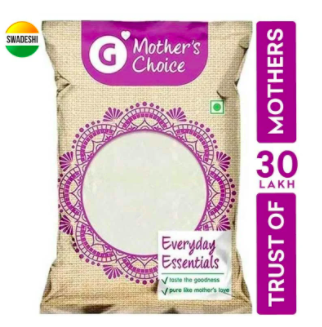 SWADESHI
G
Mother's
Choice
Everyday
Essentials
✓ taste the goodness
✓ pure like mother's love
TRUST OF
30
LAKH
MOTHERS